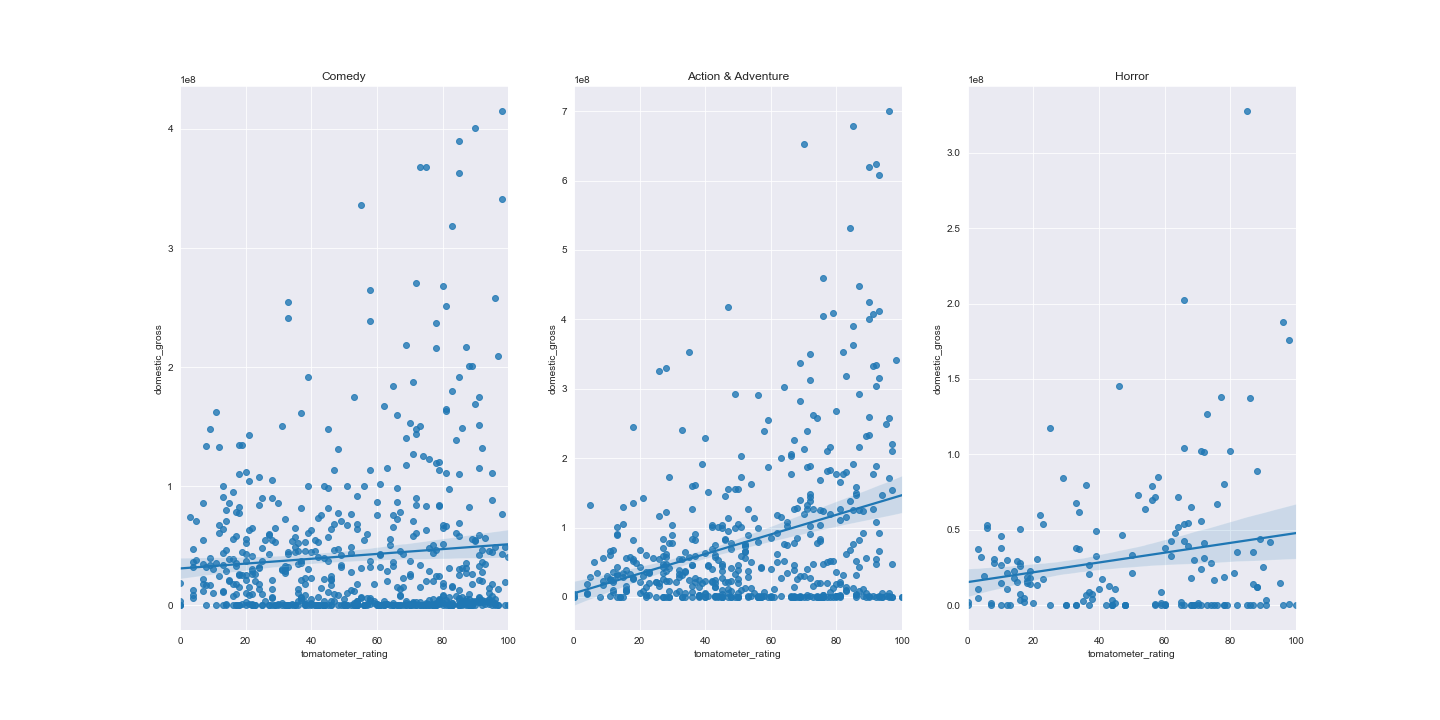 Comedy
1e8
domestic_gross
4
3
2
1
0
0 20 40 60 80 100
tomatometer_rating
Action & Adventure
1e8
domestic_gross
7
6
5
4
3
2
1
0
0 20 40 60 80 100
tomatometer_rating
Horror
1e8
domestic_gross
3.0
2.5
2.0
1.5
1.0
0.5
0.0
0 20 40 60 80 100
tomatometer_rating